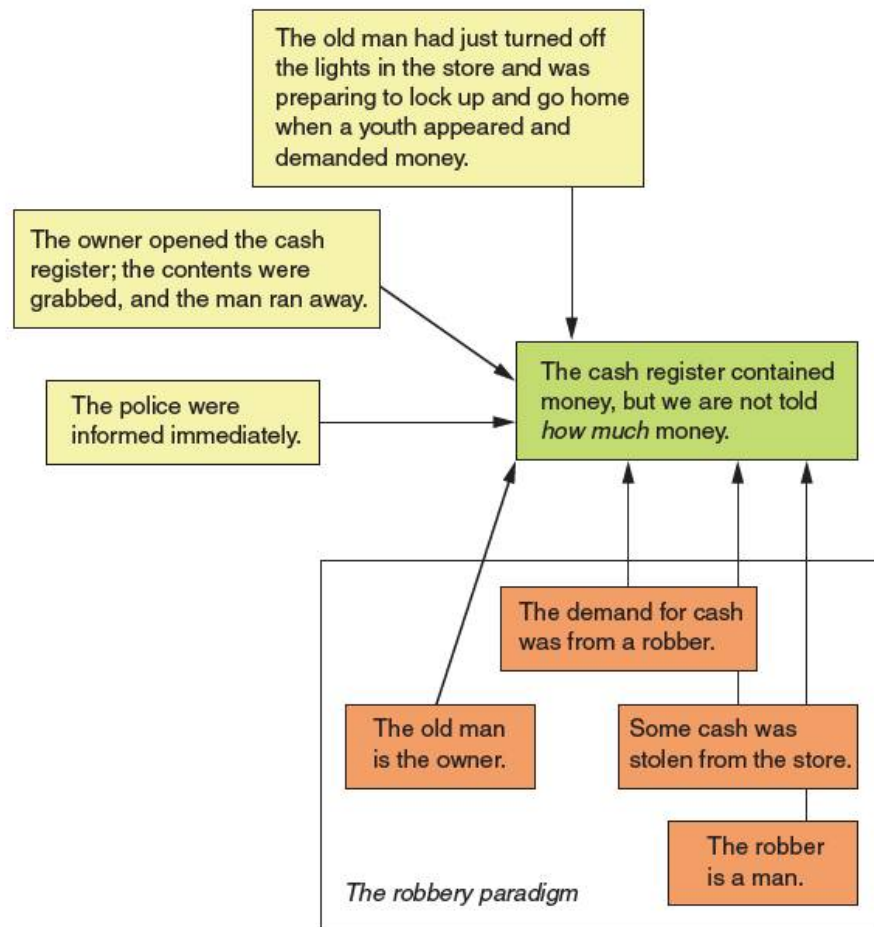 The old man had just turned off
the lights in the store and was
preparing to lock up and go home
when a youth appeared and
demanded money.
The owner opened the cash
register; the contents were
grabbed, and the man ran away.
The cash register contained
money, but we are not told
how much money.
The police were
informed immediately.
The demand for cash
was from a robber.
The old man
is the owner.
Some cash was
stolen from the store.
The robber
is a man.
The robbery paradigm